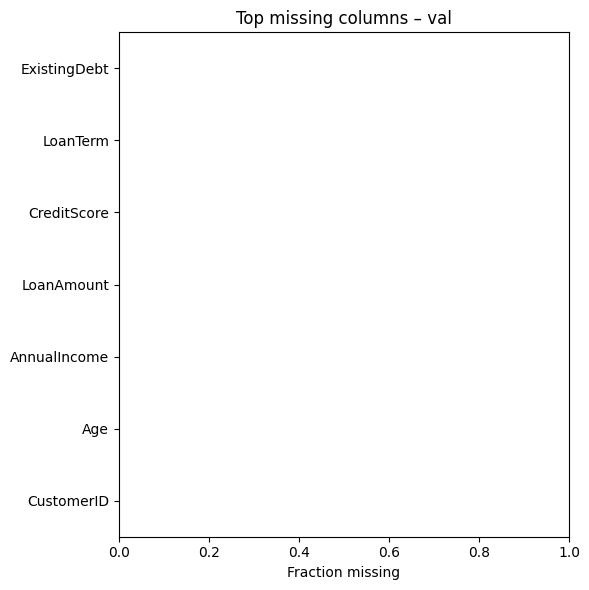 Top missing columns – val
ExistingDebt
LoanTerm
CreditScore
LoanAmount
AnnualIncome
Age
CustomerID
0.0 0.2 0.4 0.6 0.8 1.0
Fraction missing